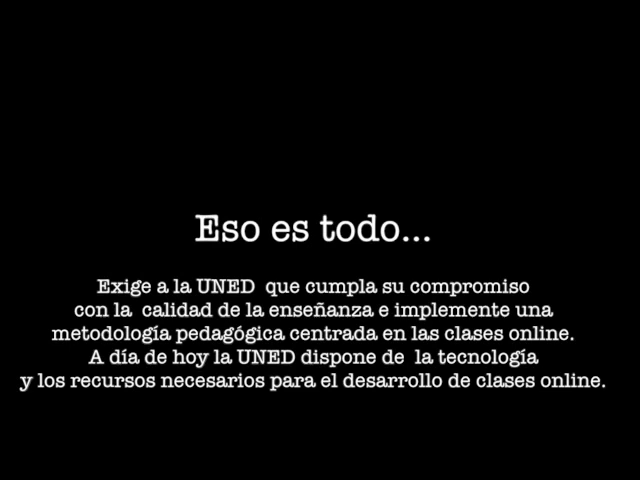 Eso es todo...
Exige a la UNED que cumpla su compromiso
con la calidad de la enseñanza e implemente una
metodología pedagógica centrada en las clases online.
A día de hoy la UNED dispone de la tecnología
y los recursos necesarios para el desarrollo de clases online.